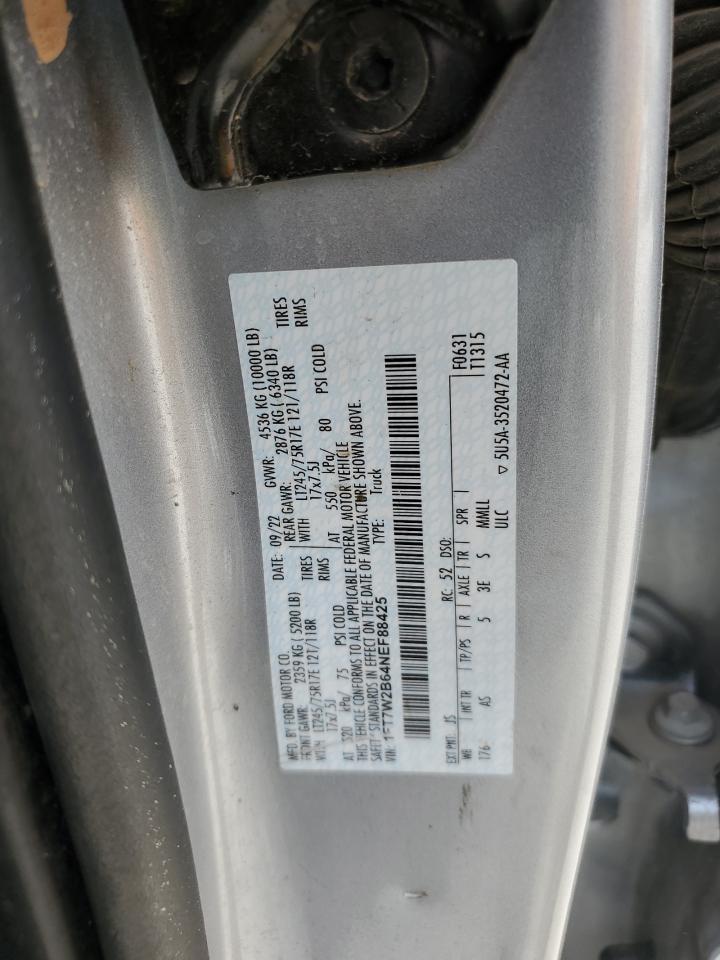 MFD. BY FORD MOTOR CO. DATE: 09/22 GVWR: 4536 KG (10000 LB)
FRONT GAWR: 2359 KG ( 5200 LB) REAR GAWR: 2876 KG ( 6340 LB)
WITH LT245/75R17E 121/118R TIRES WITH LT245/75R17E 121/118R TIRES
17x7.5J RIMS 17x7.5J RIMS
AT 520 kPa/ 75 PSI COLD AT 550 kPa/ 80 PSI COLD
THIS VEHICLE CONFORMS TO ALL APPLICABLE FEDERAL MOTOR VEHICLE
SAFETY STANDARDS IN EFFECT ON THE DATE OF MANUFACTURE SHOWN ABOVE.
VIN: 1FT7W2B64NEF88425 TYPE: Truck
EXT PNT: JS RC: 52 DSO: F0631
WB INT TR TP/PS R AXLE TR SPR TT1315
176 AS 5 3E S MMLL
ULC ▽ 5U5A-3520472-AA